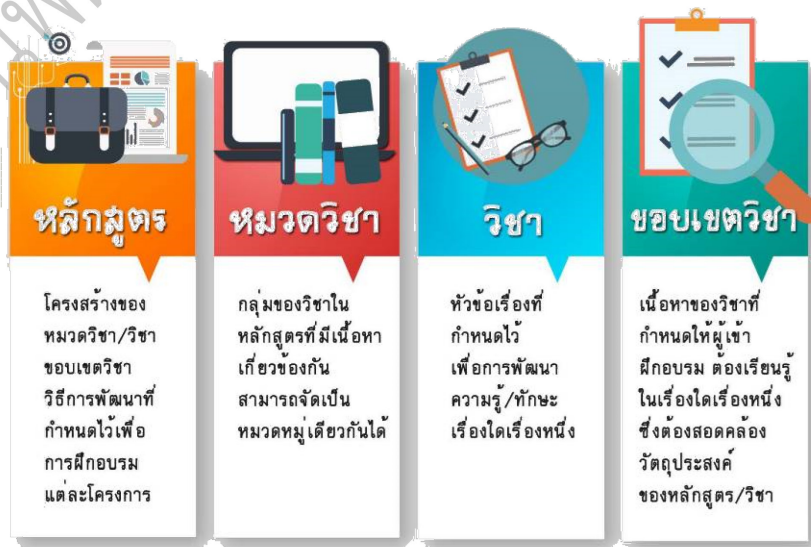 หลักสูตร
โครงสร้างของ
หมวดวิชา/วิชา
ขอบเขตวิชา
วิธีการพัฒนาที่
กำหนดไว้เพื่อ
การฝึกอบรม
แต่ละโครงการ
หมวดวิชา
กลุ่มของวิชาใน
หลักสูตรที่มีเนื้อหา
เกี่ยวข้องกัน
สามารถจัดเป็น
หมวดหมู่เดียวกันได้
วิชา
หัวข้อเรื่องที่
กำหนดไว้
เพื่อการพัฒนา
ความรู้/ทักษะ
เรื่องใดเรื่องหนึ่ง
ขอบเขตวิชา
เนื้อหาของวิชาที่
กำหนดให้ผู้เข้า
ฝึกอบรม ต้องเรียนรู้
ในเรื่องใดเรื่องหนึ่ง
ซึ่งต้องสอดคล้อง
วัตถุประสงค์
ของหลักสูตร/วิชา